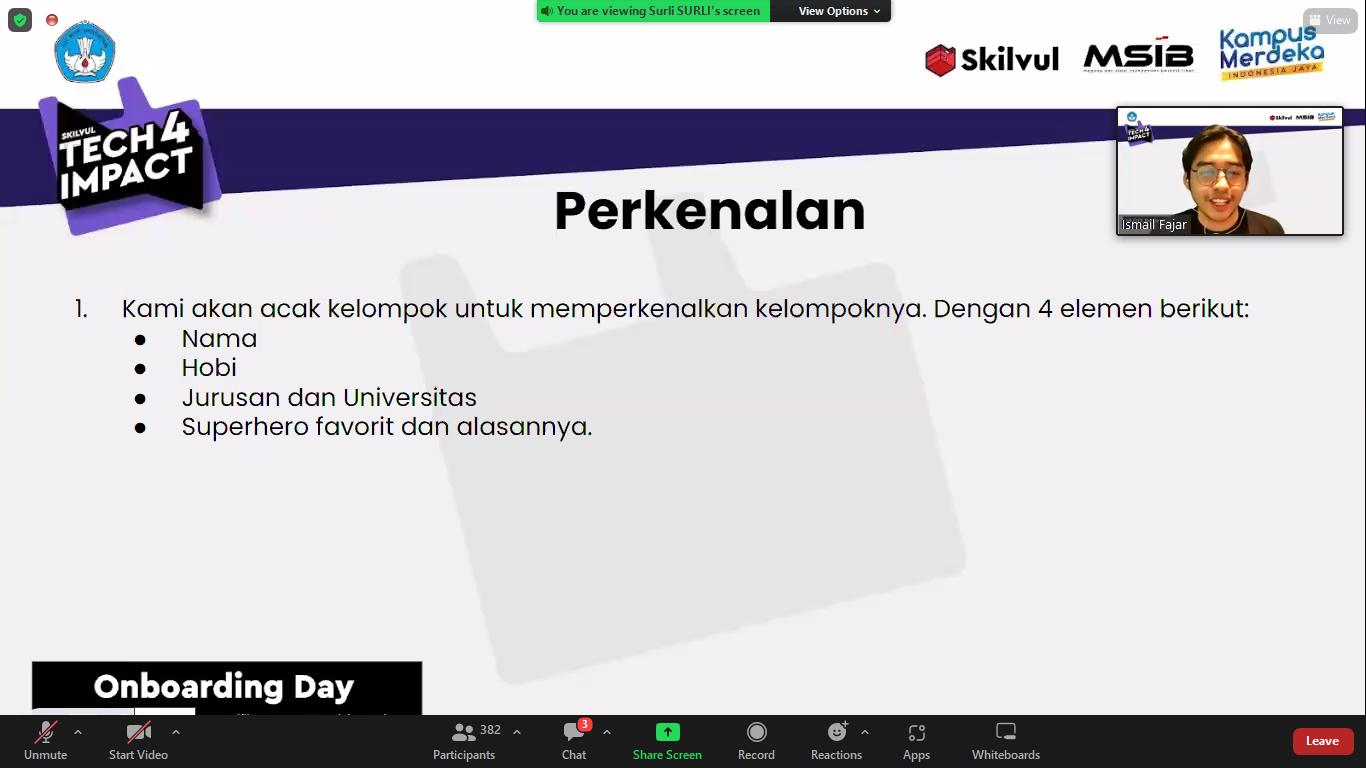 You are viewing Surli SURLI's screen
View Options
View
Skilvul
MSIB
Kampus
Merdeka
INDONESIA JAYA
SKILVUL
TECH 4
IMPACT
Perkenalan
Ismail Fajar
1. Kami akan acak kelompok untuk memperkenalkan kelompoknya. Dengan 4 elemen berikut:
● Nama
● Hobi
● Jurusan dan Universitas
● Superhero favorit dan alasannya.
Onboarding Day
Unmute
Start Video
382
Participants
3
Chat
Share Screen
Record
Reactions
Apps
Whiteboards
Leave